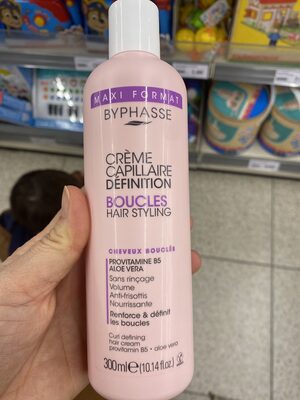 MAXI FORMAT
BYPHASSE
CRÈME
CAPILLAIRE
DÉFINITION
BOUCLES
HAIR STYLING
CHEVEUX BOUCLÉS
PROVITAMINE B5
ALOE VERA
Sans rinçage
Volume
Anti-frisottis
Nourrissante
Renforce & définit
les boucles
Curl defining
hair cream
provitamin B5 • aloe vera
300ml e (10.14 fl.oz.)